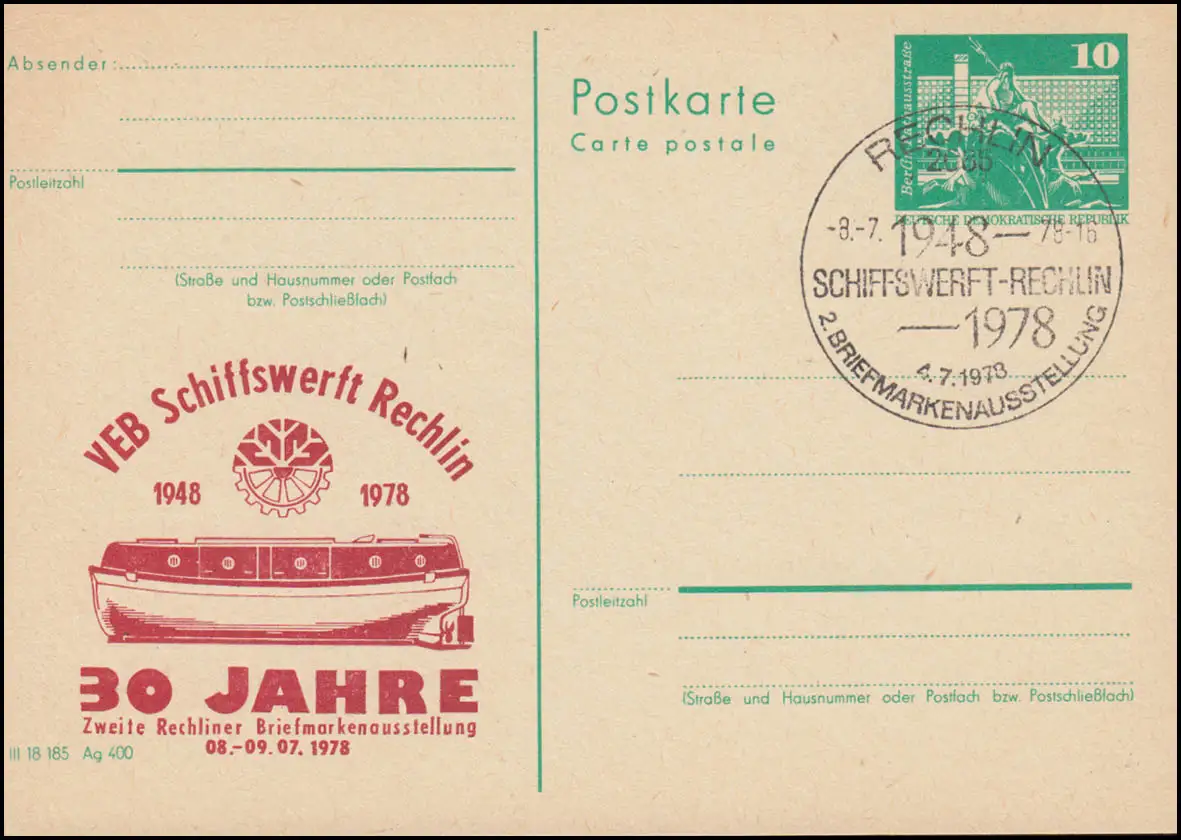 Absender:
Postleitzahl
(Straße und Hausnummer oder Postfach
bzw. Postschließfach)
VEB Schiffswerft Rechlin
1948 1978
30 JAHRE
Zweite Rechliner Briefmarkenausstellung
08.-09.07.1978
III 18 185 Ag 400
Postkarte
Carte postale
10
DEUTSCHE DEMOKRATISCHE REPUBLIK
RECHLIN
-8.-7. 78-16
1948—
SCHIFFSWERFT-RECHLIN
—1978
4.7.1978
2. BRIEFMARKENAUSSTELLUNG
Postleitzahl
(Straße und Hausnummer oder Postfach bzw. Postschließfach)